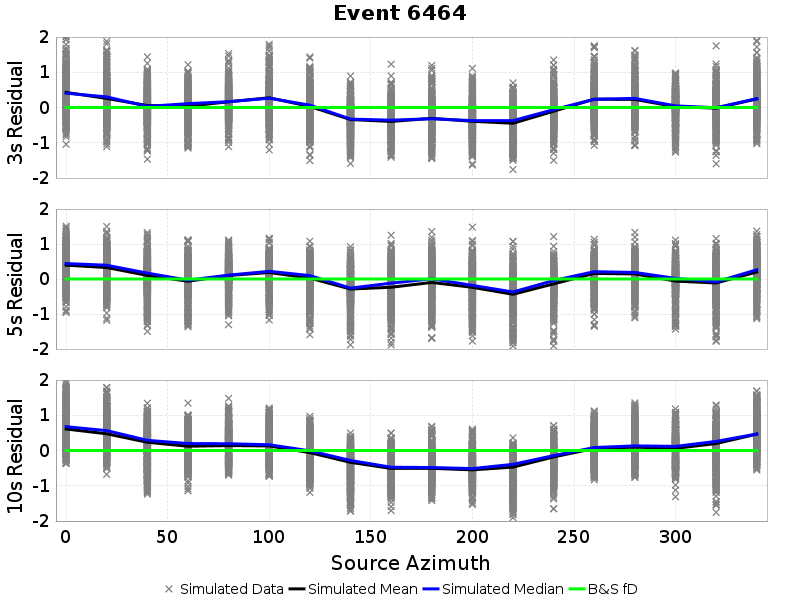 Event 6464
3s Residual
2
1
0
-1
-2
5s Residual
2
1
0
-1
-2
10s Residual
2
1
0
-1
-2
0 50 100 150 200 250 300
Source Azimuth
Simulated Data Simulated Mean Simulated Median B&S fD